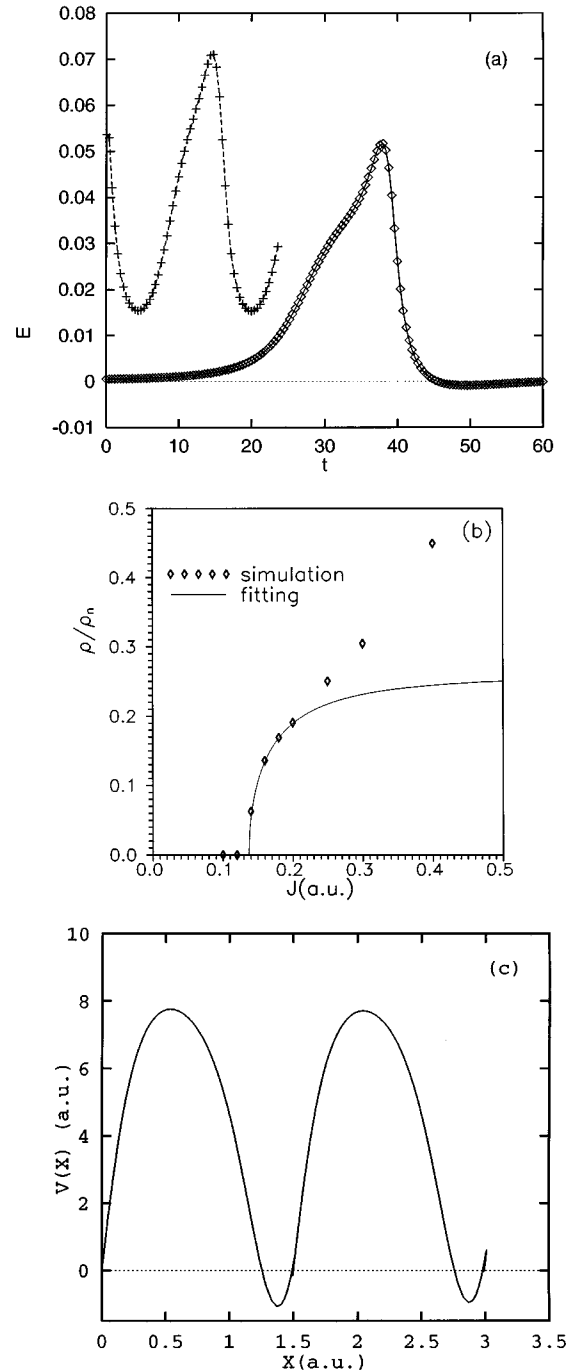 0.08
(a)
0.07
0.06
0.05
0.04
E
0.03
0.02
0.01
0
-0.01
0 10 20 30 40 50 60
t
0.5
(b)
◊ ◊ ◊ ◊ ◊ simulation
fitting
0.4
ρ/ρn
0.3
0.2
0.1
0.0
0.0 0.1 0.2 0.3 0.4 0.5
J(a.u.)
10
(c)
8
6
V(X) (a.u.)
4
2
0
0 0.5 1 1.5 2 2.5 3 3.5
X(a.u.)